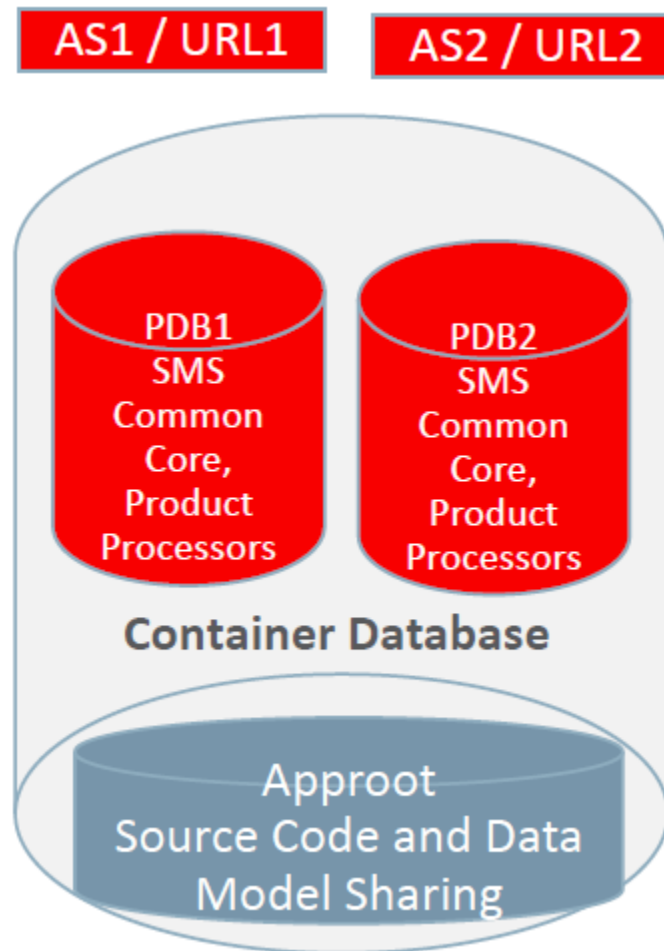 AS1 / URL1
AS2 / URL2
PDB1
SMS
Common
Core,
Product
Processors
PDB2
SMS
Common
Core,
Product
Processors
Container Database
Approot
Source Code and Data
Model Sharing